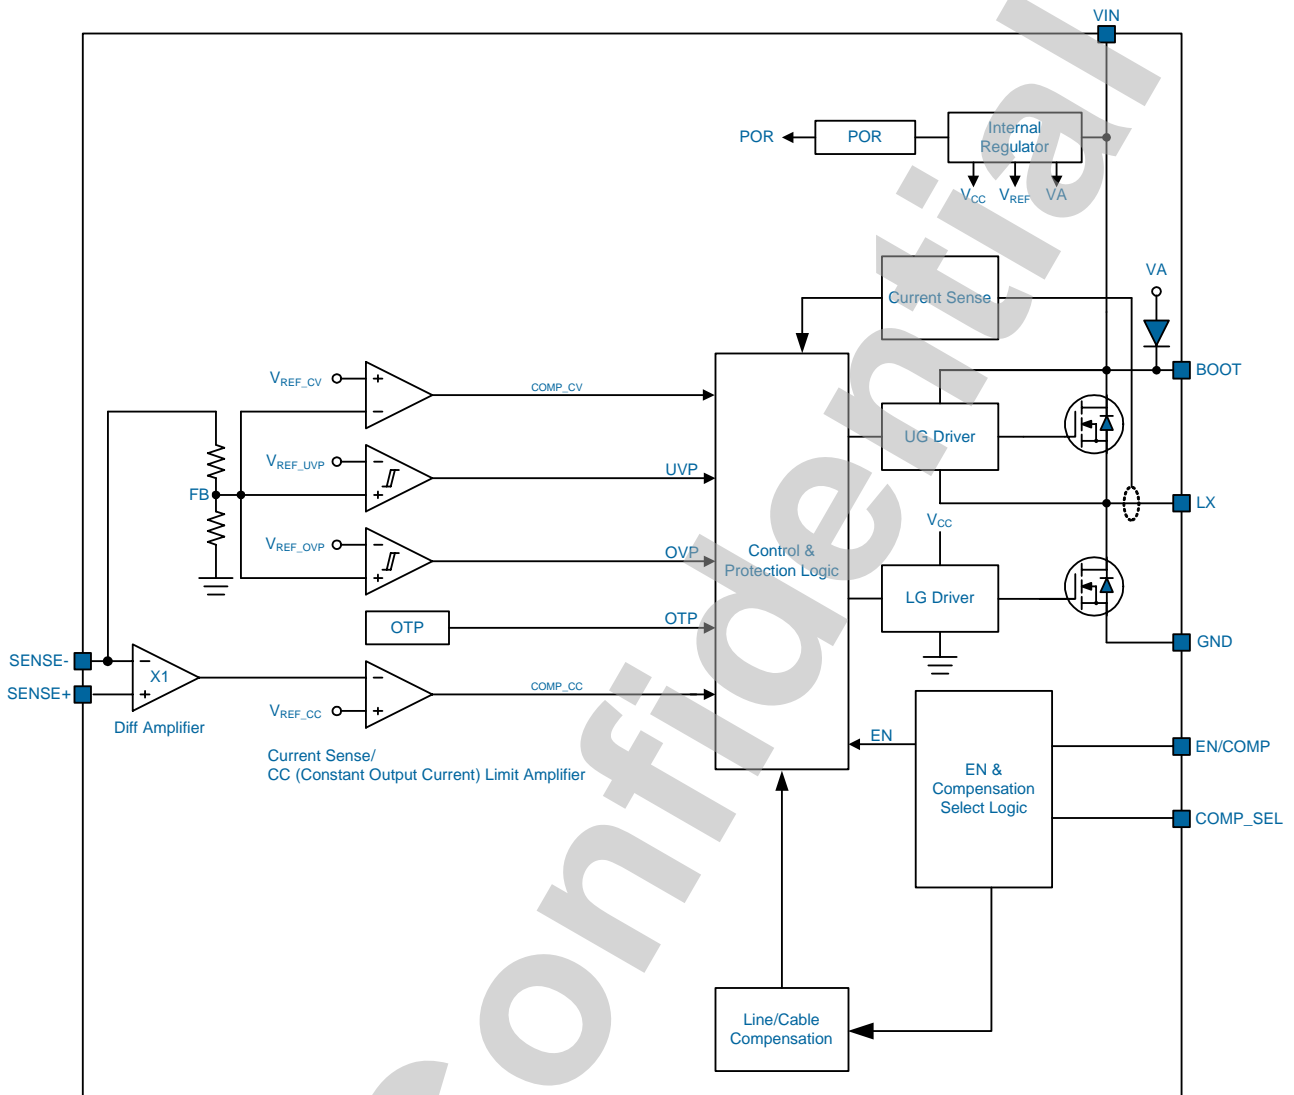 VIN
POR
POR
Internal
Regulator
VCC VREF VA
VA
Current Sense
BOOT
VREF_CV
+
−
COMP_CV
UG Driver
VREF_UVP
−
+
UVP
FB
LX
VCC
VREF_OVP
−
+
OVP
Control &
Protection Logic
LG Driver
OTP
OTP
GND
SENSE-
SENSE+
−
X1
+
Diff Amplifier
−
+
VREF_CC
COMP_CC
Current Sense/
CC (Constant Output Current) Limit Amplifier
EN
EN/COMP
EN &
Compensation
Select Logic
COMP_SEL
Line/Cable
Compensation
Confidential